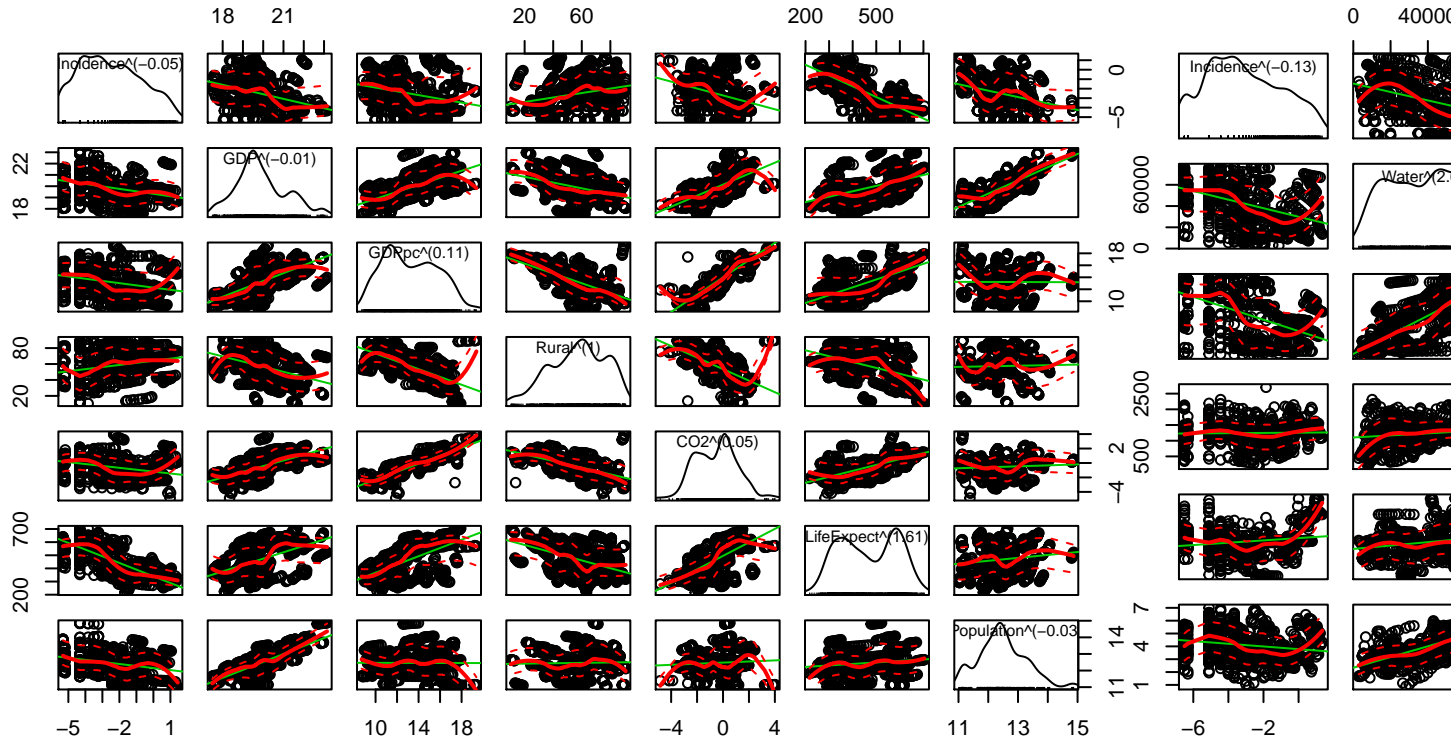 18 21 20 60 200 500 0 40000
Incidence^(−0.05) 0 −5
Incidence^(−0.13)
18 22 GDP^(−0.01)
0 60000 Water^(2.
GDPpc^(0.11) 10 18
20 80 Rural^(1)
500 2500
CO2^(0.05) −4 2
200 700 LifeExpect^(1.61)
Population^(−0.03 11 14
1 4 7
−5 −2 1 10 14 18 −4 0 4 11 13 15 −6 −2